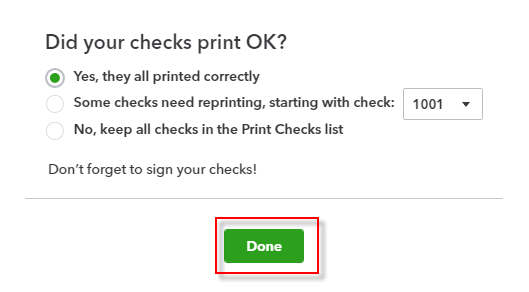 Did your checks print OK?
Yes, they all printed correctly
Some checks need reprinting, starting with check: 1001
No, keep all checks in the Print Checks list
Don't forget to sign your checks!
Done